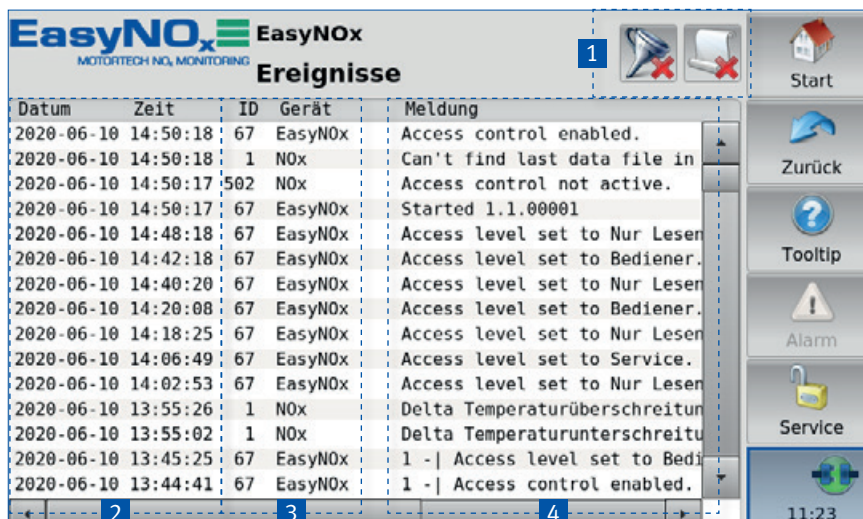 EasyNOx EasyNOx
MOTORTECH NOx MONITORING
Ereignisse
1
Start
Datum Zeit ID Gerät Meldung
2020-06-10 14:50:18 67 EasyNOx Access control enabled.
2020-06-10 14:50:18 1 NOx Can't find last data file in
2020-06-10 14:50:17 502 NOx Access control not active.
2020-06-10 14:50:17 67 EasyNOx Started 1.1.00001
2020-06-10 14:48:18 67 EasyNOx Access level set to Nur Lesen
2020-06-10 14:42:18 67 EasyNOx Access level set to Bediener.
2020-06-10 14:40:20 67 EasyNOx Access level set to Nur Lesen
2020-06-10 14:20:08 67 EasyNOx Access level set to Bediener.
2020-06-10 14:18:25 67 EasyNOx Access level set to Nur Lesen
2020-06-10 14:06:49 67 EasyNOx Access level set to Service.
2020-06-10 14:02:53 67 EasyNOx Access level set to Nur Lesen
2020-06-10 13:55:26 1 NOx Delta Temperaturüberschreitun
2020-06-10 13:55:02 1 NOx Delta Temperaturunterschreitu
2020-06-10 13:45:25 67 EasyNOx 1 -| Access level set to Bedi
2020-06-10 13:44:41 67 EasyNOx 1 -| Access control enabled.
2 3 4
Zurück
Tooltip
Alarm
Service
11:23